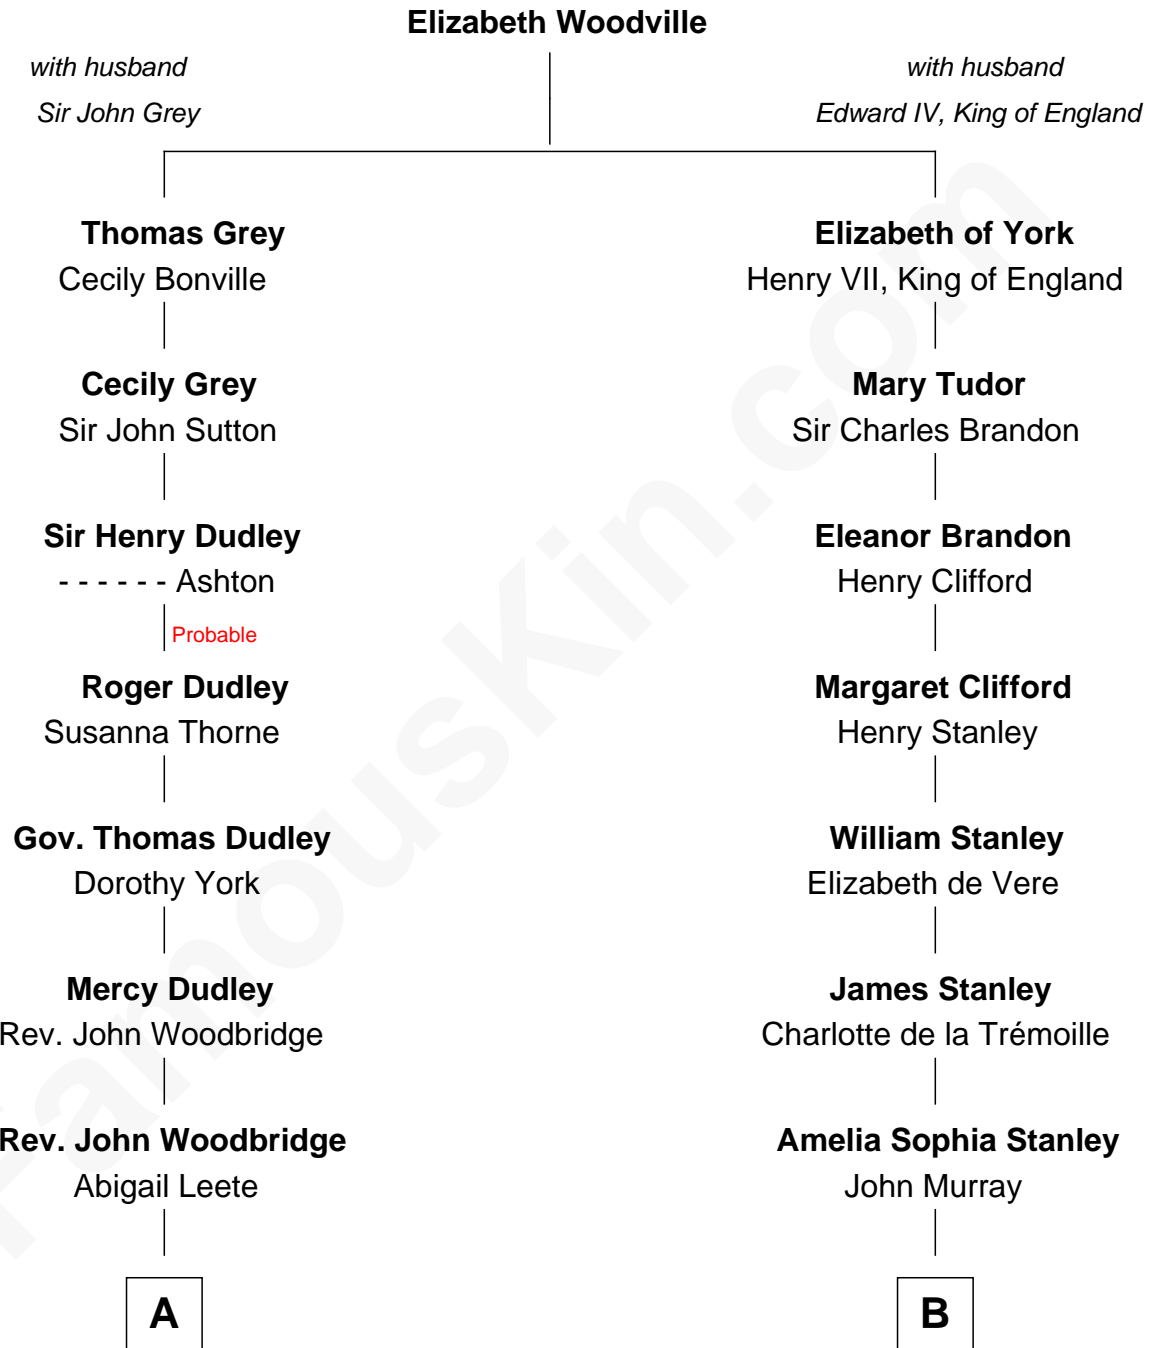 Elizabeth Woodville
with husband
Sir John Grey
with husband
Edward IV, King of England
Thomas Grey
Cecily Bonville
Elizabeth of York
Henry VII, King of England
Cecily Grey
Sir John Sutton
Mary Tudor
Sir Charles Brandon
Sir Henry Dudley
- - - - - - Ashton
Probable
Eleanor Brandon
Henry Clifford
Roger Dudley
Susanna Thorne
Margaret Clifford
Henry Stanley
Gov. Thomas Dudley
Dorothy York
William Stanley
Elizabeth de Vere
Mercy Dudley
Rev. John Woodbridge
James Stanley
Charlotte de la Trémoille
Rev. John Woodbridge
Abigail Leete
Amelia Sophia Stanley
John Murray
A
B
FamousKin.com